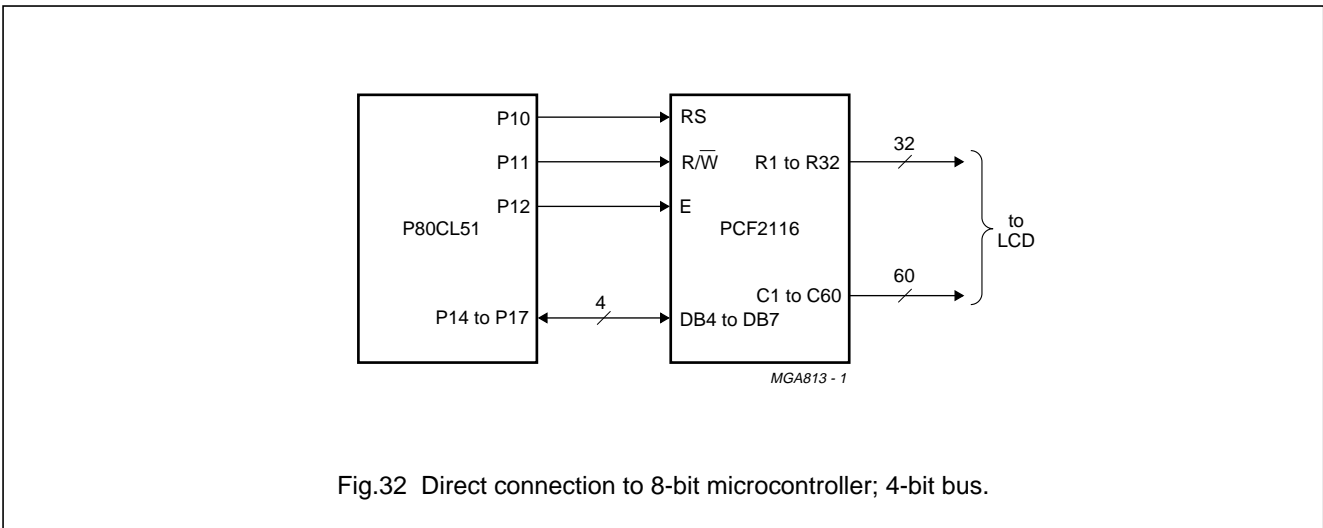 P10
RS
P11
R/W̅
P12
E
P80CL51
PCF2116
R1 to R32
32
C1 to C60
60
to
LCD
P14 to P17
4
DB4 to DB7
MGA813 - 1
Fig.32 Direct connection to 8-bit microcontroller; 4-bit bus.